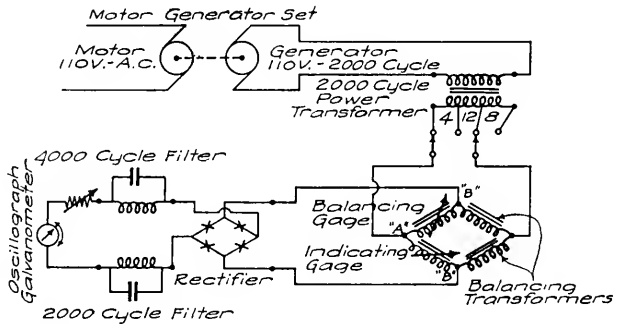 Motor Generator Set
Motor
110V.-A.C.
Generator
110V.-2000 Cycle
2000 Cycle
Power
Transformer
4 12 8
4000 Cycle Filter
Oscillograph
Galvanometer
Rectifier
2000 Cycle Filter
Balancing
Gage
"A"
"B"
Indicating
Gage
"B"
Balancing
Transformers